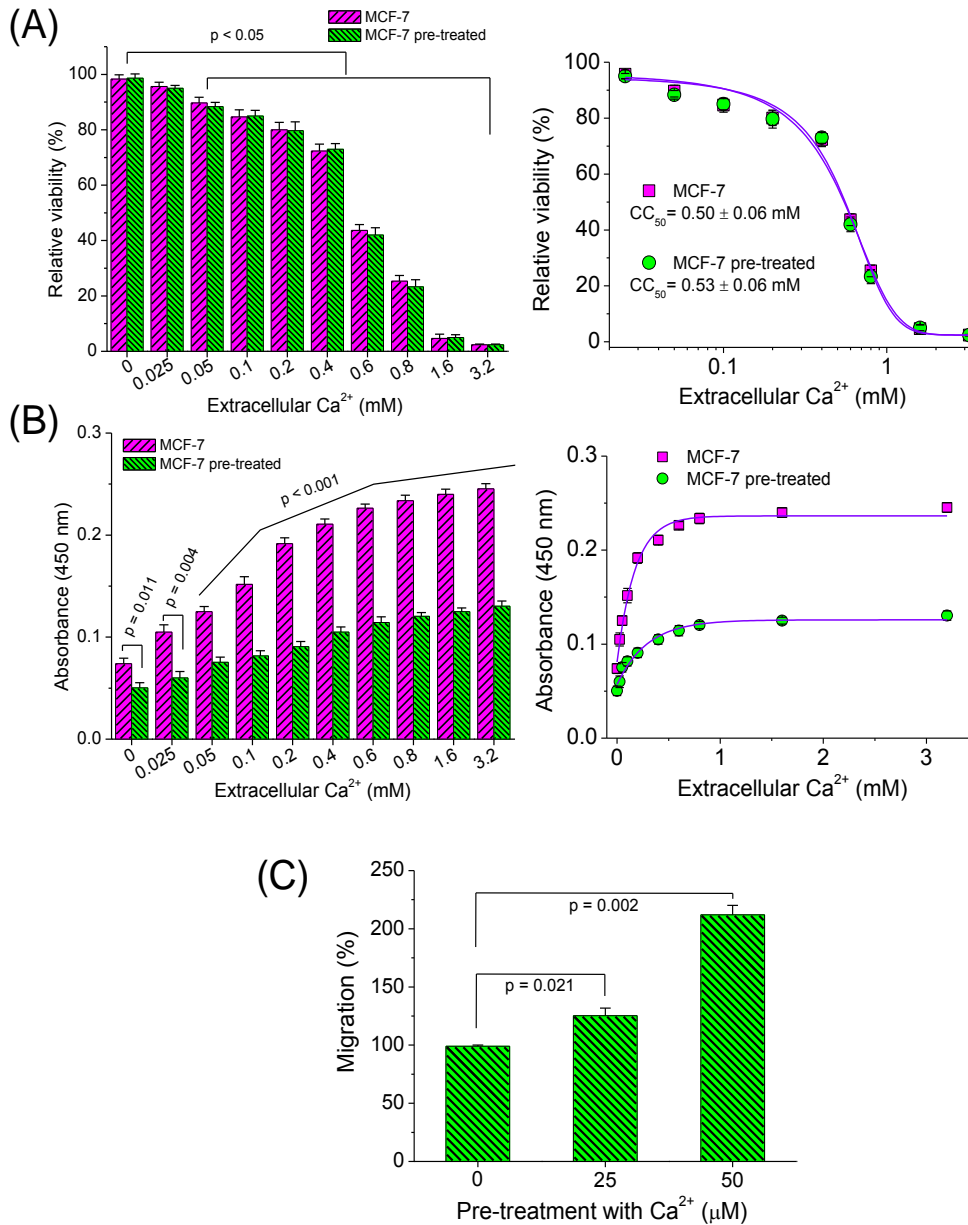 (A)
MCF-7
MCF-7 pre-treated
p < 0.05
100
80
60
40
20
0
Relative viability (%)
0 0.025 0.05 0.1 0.2 0.4 0.6 0.8 1.6 3.2
Extracellular Ca²⁺ (mM)
100
80
60
40
20
0
Relative viability (%)
MCF-7
CC₅₀ = 0.50 ± 0.06 mM
MCF-7 pre-treated
CC₅₀ = 0.53 ± 0.06 mM
0.1 1
Extracellular Ca²⁺ (mM)
(B)
MCF-7
MCF-7 pre-treated
0.3
0.2
0.1
0.0
Absorbance (450 nm)
p = 0.011
p = 0.004
p < 0.001
0 0.025 0.05 0.1 0.2 0.4 0.6 0.8 1.6 3.2
Extracellular Ca²⁺ (mM)
MCF-7
MCF-7 pre-treated
0.3
0.2
0.1
0.0
Absorbance (450 nm)
0 1 2 3
Extracellular Ca²⁺ (mM)
(C)
250
200
150
100
50
0
Migration (%)
p = 0.002
p = 0.021
0 25 50
Pre-treatment with Ca²⁺ (μM)